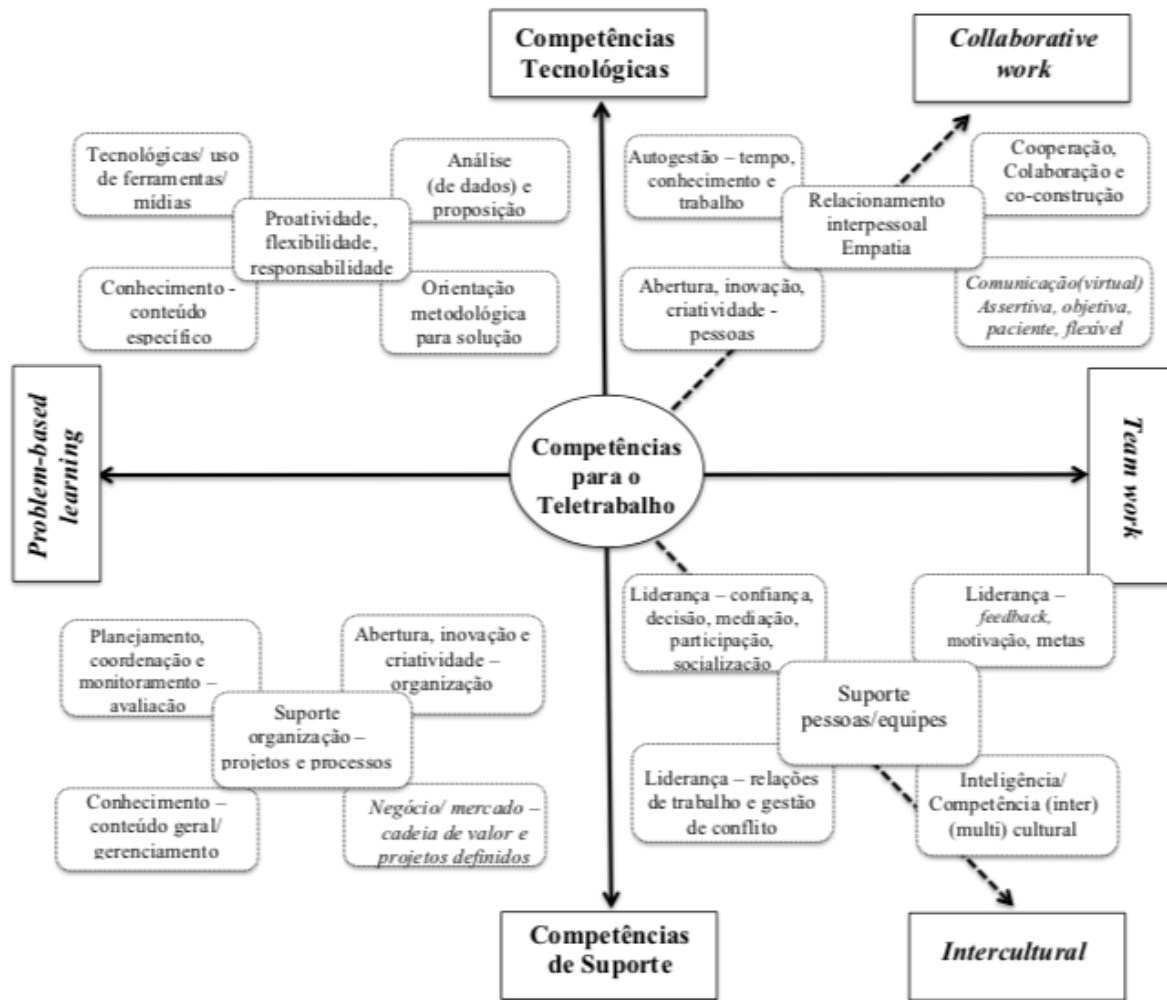 Competências
Tecnológicas
Collaborative
work
Tecnológicas/ uso
de ferramentas/
mídias
Análise
(de dados) e
proposição
Proatividade,
flexibilidade,
responsabilidade
Conhecimento -
conteúdo
específico
Orientação
metodológica
para solução
Autogestão – tempo,
conhecimento e
trabalho
Cooperação,
Colaboração e
co-construção
Relacionamento
interpessoal
Empatia
Abertura, inovação,
criatividade -
pessoas
Comunicação(virtual)
Assertiva, objetiva,
paciente, flexível
Problem-based
learning
Competências
para o
Teletrabalho
Team work
Planejamento,
coordenação e
monitoramento –
avaliação
Abertura, inovação e
criatividade –
organização
Suporte
organização –
projetos e processos
Conhecimento –
conteúdo geral/
gerenciamento
Negócio/ mercado –
cadeia de valor e
projetos definidos
Liderança – confiança,
decisão, mediação,
participação,
socialização
Liderança –
feedback,
motivação, metas
Suporte
pessoas/equipes
Liderança – relações
de trabalho e gestão
de conflito
Inteligência/
Competência (inter)
(multi) cultural
Competências
de Suporte
Intercultural